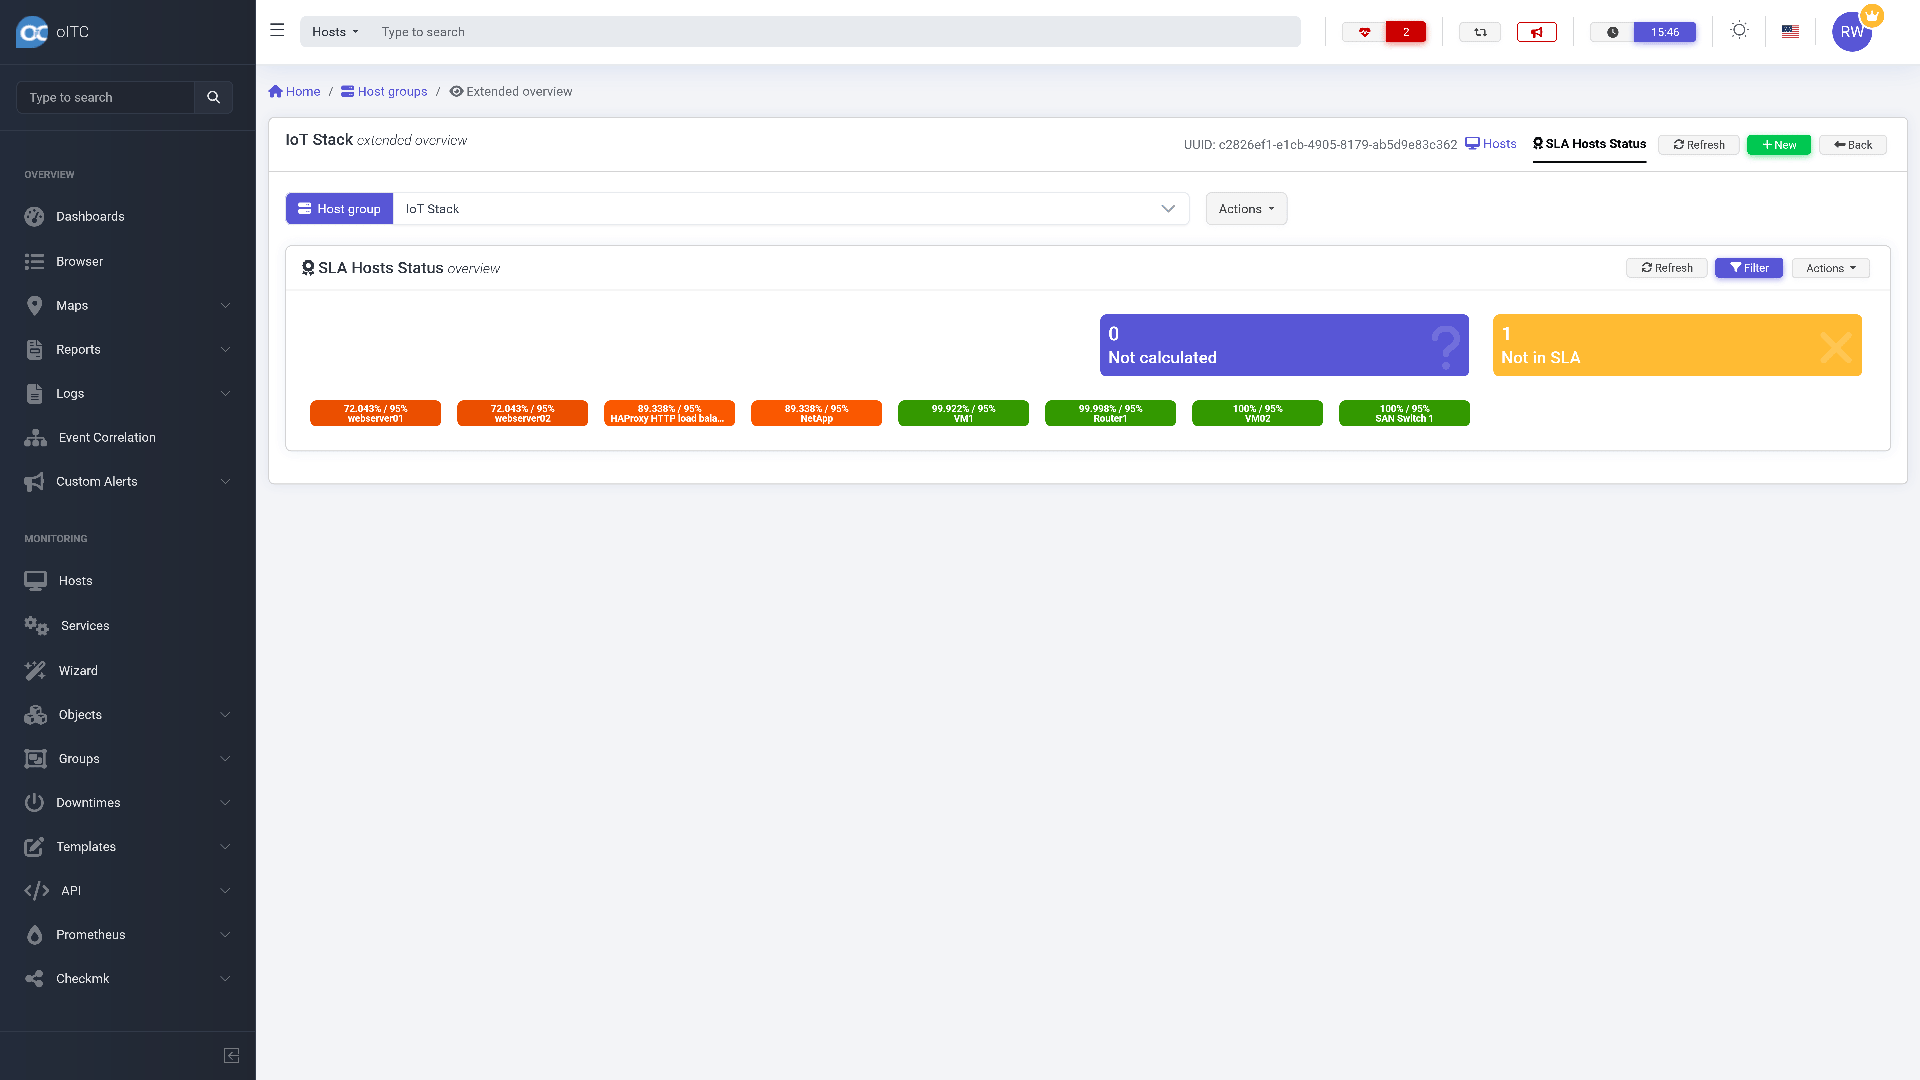 oITC
Hosts
Type to search
2
15:46
RW
Type to search
Home / Host groups / Extended overview
IoT Stack extended overview
UUID: c2826ef1-e1cb-4905-8179-ab5d9e83c362
Hosts
SLA Hosts Status
Refresh
New
Back
OVERVIEW
Dashboards
Browser
Maps
Reports
Logs
Event Correlation
Custom Alerts
MONITORING
Hosts
Services
Wizard
Objects
Groups
Downtimes
Templates
API
Prometheus
Checkmk
Host group
IoT Stack
Actions
SLA Hosts Status overview
Refresh
Filter
Actions
0
Not calculated
1
Not in SLA
72.043% / 95%
webserver01
72.043% / 95%
webserver02
89.338% / 95%
HAProxy HTTP load bala...
89.338% / 95%
NetApp
99.922% / 95%
VM1
99.998% / 95%
Router1
100% / 95%
VM02
100% / 95%
SAN Switch 1